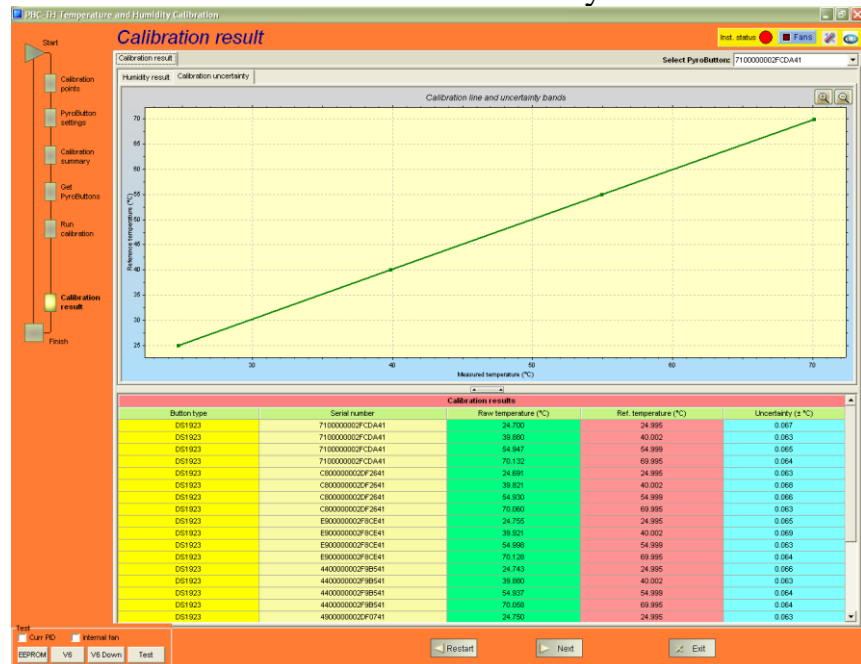 PBC-TH Temperature and Humidity Calibration
Calibration result
Inst. status Fans
Start
Calibration points
PyroButton settings
Calibration summary
Get PyroButtons
Run calibration
Calibration result
Finish
Calibration result
Select PyroButton: 7100000002FCDA41
Humidity result Calibration uncertainty
Calibration line and uncertainty bands
Reference temperature (°C)
70
65
60
55
50
45
40
35
30
25
30 40 50 60 70
Measured temperature (°C)
Calibration results
Button type Serial number Raw temperature (°C) Ref. temperature (°C) Uncertainty (± °C)
DS1923 7100000002FCDA41 24.700 24.995 0.067
DS1923 7100000002FCDA41 39.860 40.002 0.063
DS1923 7100000002FCDA41 54.947 54.999 0.065
DS1923 7100000002FCDA41 70.132 69.995 0.064
DS1923 C800000002DF2641 24.691 24.995 0.063
DS1923 C800000002DF2641 39.821 40.002 0.068
DS1923 C800000002DF2641 54.930 54.999 0.066
DS1923 C800000002DF2641 70.060 69.995 0.063
DS1923 E900000002F8CE41 24.755 24.995 0.065
DS1923 E900000002F8CE41 39.921 40.002 0.069
DS1923 E900000002F8CE41 54.998 54.999 0.063
DS1923 E900000002F8CE41 70.128 69.995 0.064
DS1923 4400000002F9B541 24.743 24.995 0.066
DS1923 4400000002F9B541 39.860 40.002 0.063
DS1923 4400000002F9B541 54.937 54.999 0.064
DS1923 4400000002F9B541 70.058 69.995 0.064
DS1923 4900000002DF0741 24.750 24.995 0.063
Test
Curr PID internal fan
EEPROM V6 V6 Down Test
Restart Next Exit